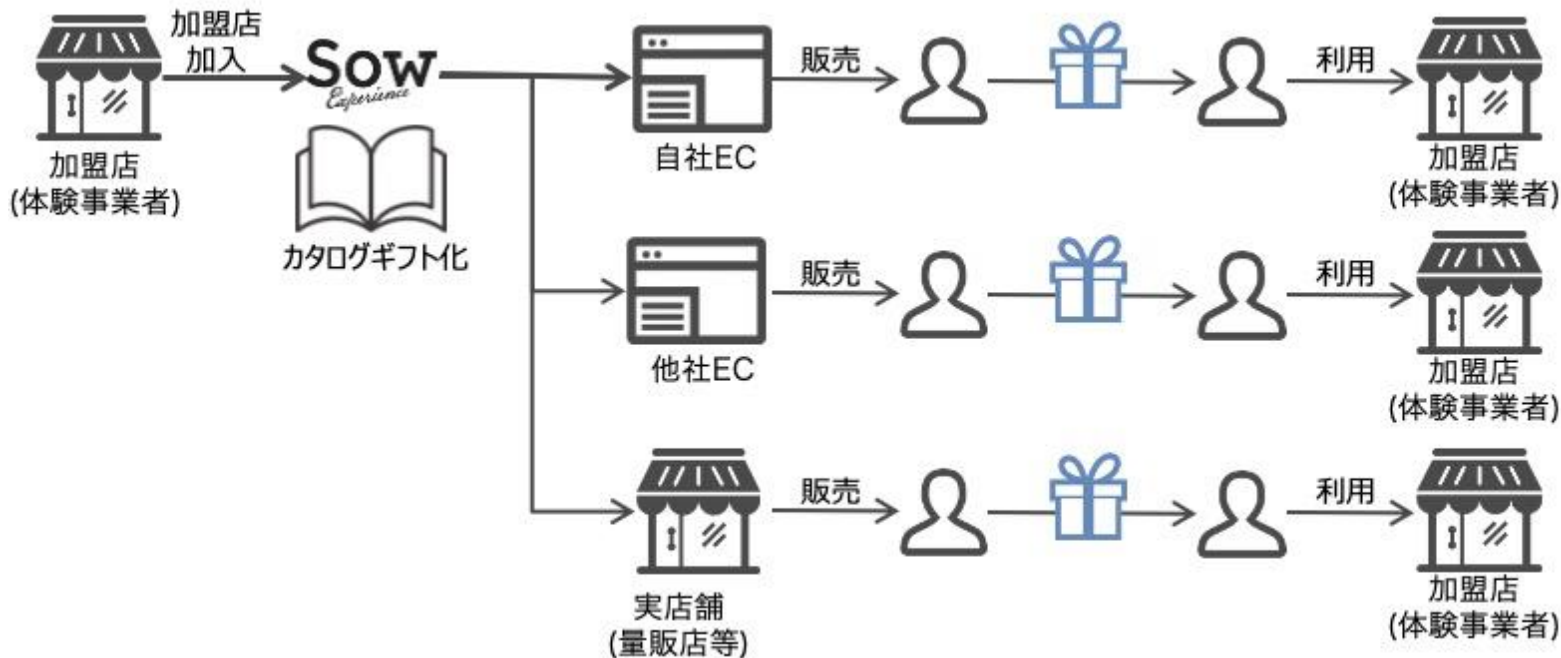 加盟店
加入
Sow
Experience
加盟店
(体験事業者)
カタログギフト化
自社EC
販売
利用
加盟店
(体験事業者)
他社EC
販売
利用
加盟店
(体験事業者)
実店舗
(量販店等)
販売
利用
加盟店
(体験事業者)